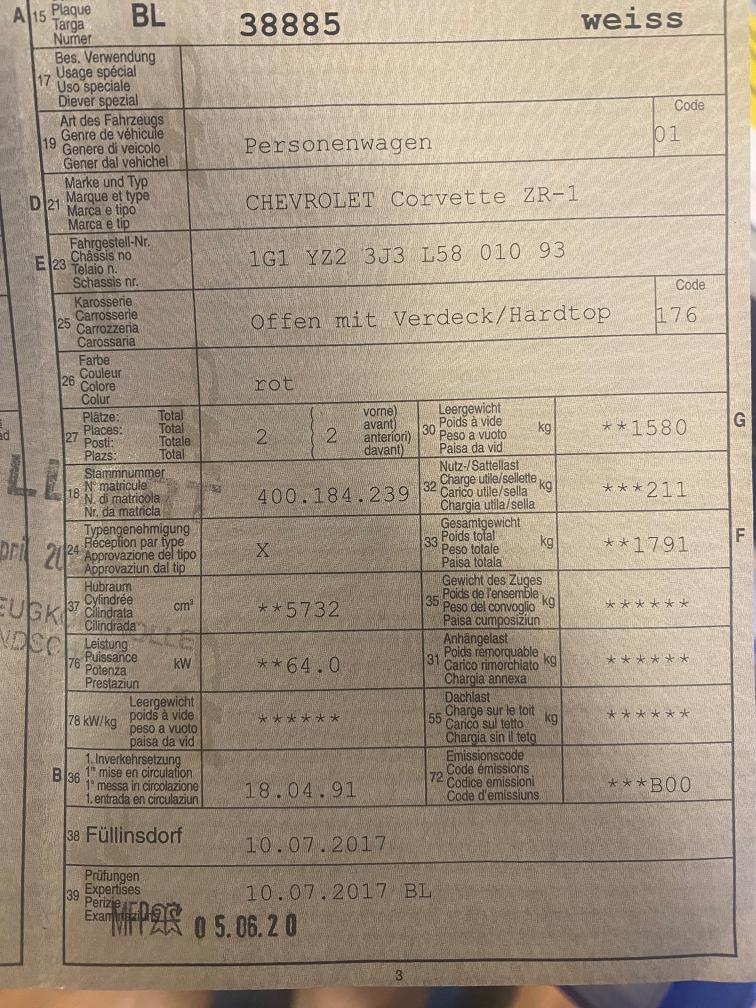 A 15 Plaque
Targa
Numer
BL 38885 weiss
17 Bes. Verwendung
Usage spécial
Uso speciale
Diever spezial
19 Art des Fahrzeugs
Genre de véhicule
Genere di veicolo
Gener dal vehichel
Personenwagen
Code
01
D 21 Marke und Typ
Marque et type
Marca e tipo
Marca e tip
CHEVROLET Corvette ZR-1
E 23 Fahrgestell-Nr.
Châssis no
Telaio n.
Schassis nr.
1G1 YZ2 3J3 L58 010 93
25 Karosserie
Carrosserie
Carrozzeria
Carossaria
Offen mit Verdeck/Hardtop
Code
176
26 Farbe
Couleur
Colore
Colur
rot
27 Plätze: Total
Places: Total
Posti: Totale
Plazs: Total
2 { 2 vorne)
avant)
anteriori)
davant)
30 Leergewicht
Poids à vide
Peso a vuoto
Paisa da vid
kg
**1580
G
18 Stammnummer
N° matricule
N. di matricola
Nr. da matricla
400.184.239
32 Nutz-/Sattellast
Charge utile/sellette
Carico utile/sella
Chargia utila/sella
kg
***211
24 Typengenehmigung
Réception par type
Approvazione del tipo
Approvaziun dal tip
X
33 Gesamtgewicht
Poids total
Peso totale
Paisa totala
kg
**1791
F
37 Hubraum
Cylindrée
Cilindrata
Cilindrada
cm³
**5732
35 Gewicht des Zuges
Poids de l'ensemble
Peso del convoglio
Paisa cumposiziun
kg
******
76 Leistung
Puissance
Potenza
Prestaziun
kW
**64.0
31 Anhängelast
Poids remorquable
Carico rimorchiato
Chargia annexa
kg
******
78 kW/kg Leergewicht
poids à vide
peso a vuoto
paisa da vid
******
55 Dachlast
Charge sur le toit
Carico sul tetto
Chargia sin il tetg
kg
******
B 36 1. Inverkehrsetzung
1re mise en circulation
1a messa in circolazione
1. entrada en circulaziun
18.04.91
72 Emissionscode
Code émissions
Codice emissioni
Code d'emissiuns
***B00
38 Füllinsdorf
10.07.2017
39 Prüfungen
Expertises
Perizie
10.07.2017 BL
MFP 05.06.20
3